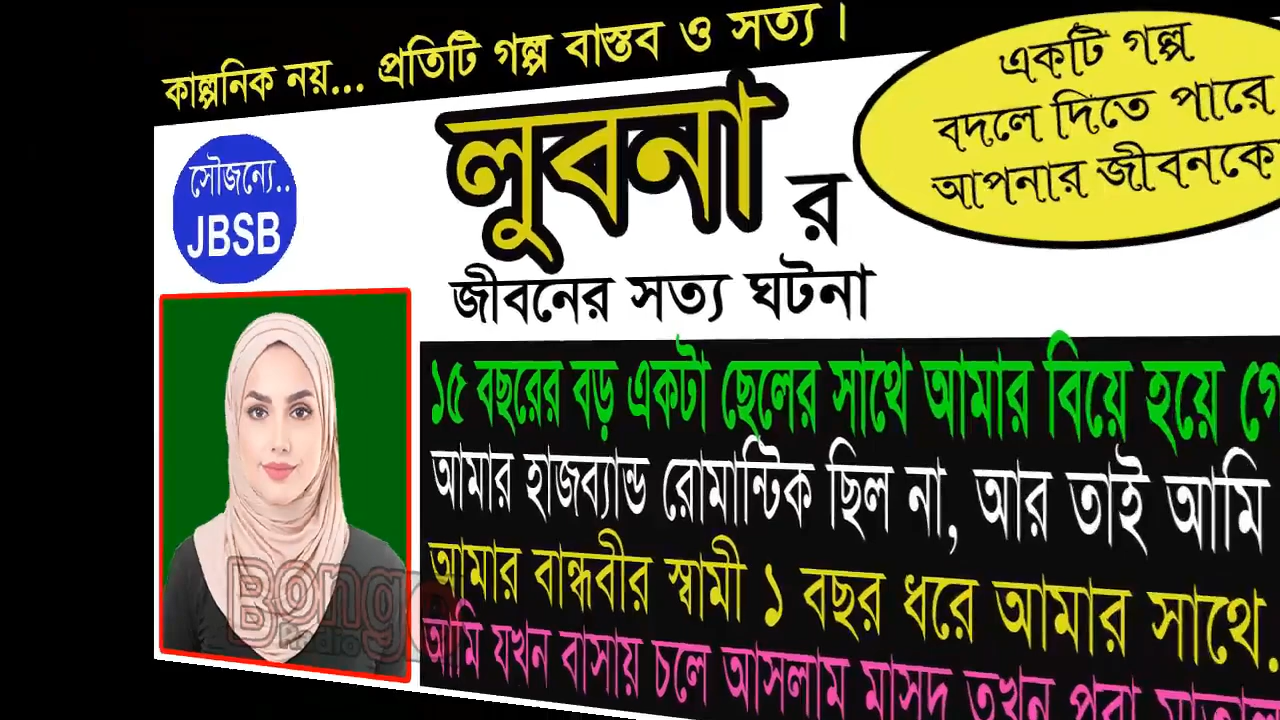 কাল্পনিক নয়... প্রতিটি গল্প বাস্তব ও সত্য।
একটি গল্প
বদলে দিতে পারে
আপনার জীবনকে
সৌজন্যে..
JBSB
লুবনা র
জীবনের সত্য ঘটনা
১৫ বছরের বড় একটা ছেলের সাথে আমার বিয়ে হয়ে
আমার হাজব্যান্ড রোমান্টিক ছিল না, আর তাই আমি
আমার বান্ধবীর স্বামী ১ বছর ধরে আমার সাথে.
আমি যখন বাসায় চলে আসলাম মাসুদ তখন পুরা
Bongo
Radio